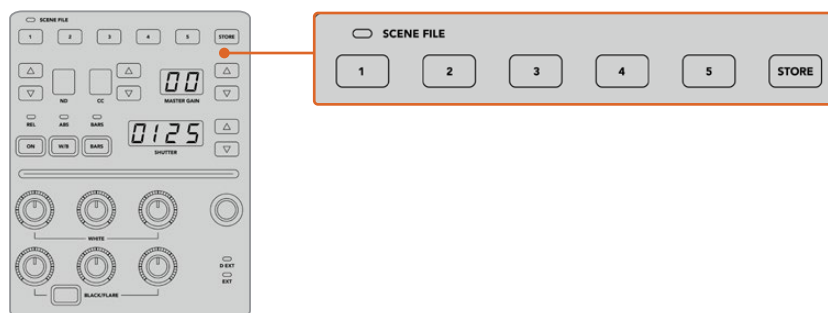 SCENE FILE
1 2 3 4 5 STORE
ND CC 00
MASTER GAIN
REL ABS BARS
ON W/B BARS 0125
SHUTTER
WHITE
D EXT
EXT
BLACK/FLARE
SCENE FILE
1 2 3 4 5 STORE